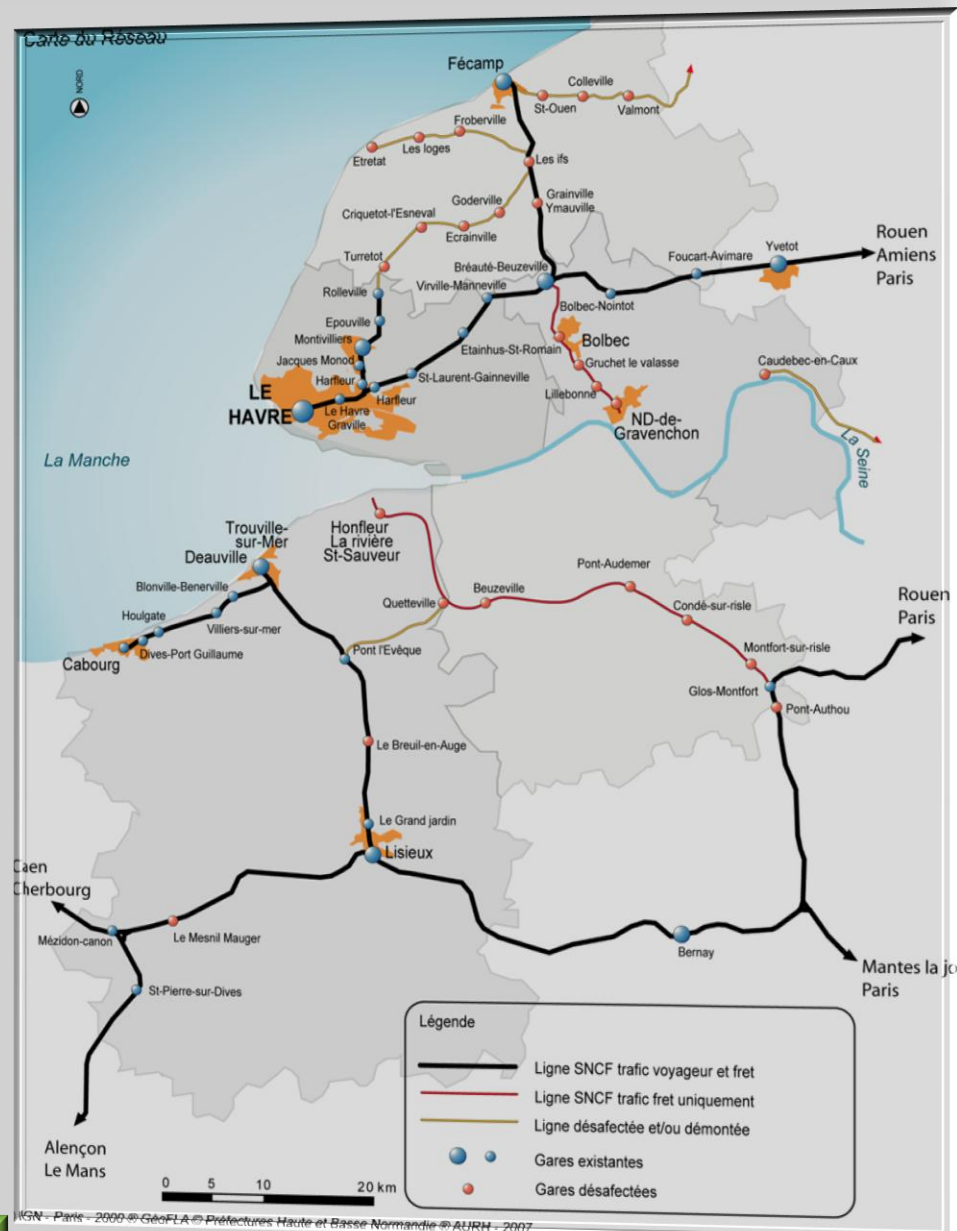 Carte du Réseau
NORD
Fécamp
Colleville
St-Ouen
Valmont
Froberville
Les loges
Etretat
Les ifs
Grainville
Ymauville
Goderville
Criquetot-l'Esneval
Ecrainville
Turretot
Rolleville
Bréauté-Beuzeville
Virville-Manneville
Foucart-Avimare
Yvetot
Rouen
Amiens
Paris
Bolbec-Nointot
Epouville
Montivilliers
Etainhus-St-Romain
Bolbec
Jacques Monod
Gruchet le valasse
Caudebec-en-Caux
Harfleur
St-Laurent-Gainneville
Lillebonne
LE
HAVRE
Harfleur
Le Havre
Graville
ND-de-
Gravenchon
La Manche
La Seine
Trouville-
sur-Mer
Deauville
Honfleur
La rivière
St-Sauveur
Blonville-Benerville
Quetteville
Beuzeville
Pont-Audemer
Condé-sur-risle
Rouen
Paris
Houlgate
Villiers-sur-mer
Cabourg
Dives-Port Guillaume
Pont l'Evêque
Montfort-sur-risle
Glos-Montfort
Pont-Authou
Le Breuil-en-Auge
Le Grand jardin
Lisieux
Caen
Cherbourg
Mézidon-canon
Le Mesnil Mauger
Bernay
Mantes la jo
Paris
St-Pierre-sur-Dives
Alençon
Le Mans
Légende
Ligne SNCF trafic voyageur et fret
Ligne SNCF trafic fret uniquement
Ligne désafectée et/ou démontée
Gares existantes
Gares désafectées
0 5 10 20 km
IGN - Paris - 2000 ® GéoFLA © Préfectures Haute et Basse Normandie ® AURH - 2007